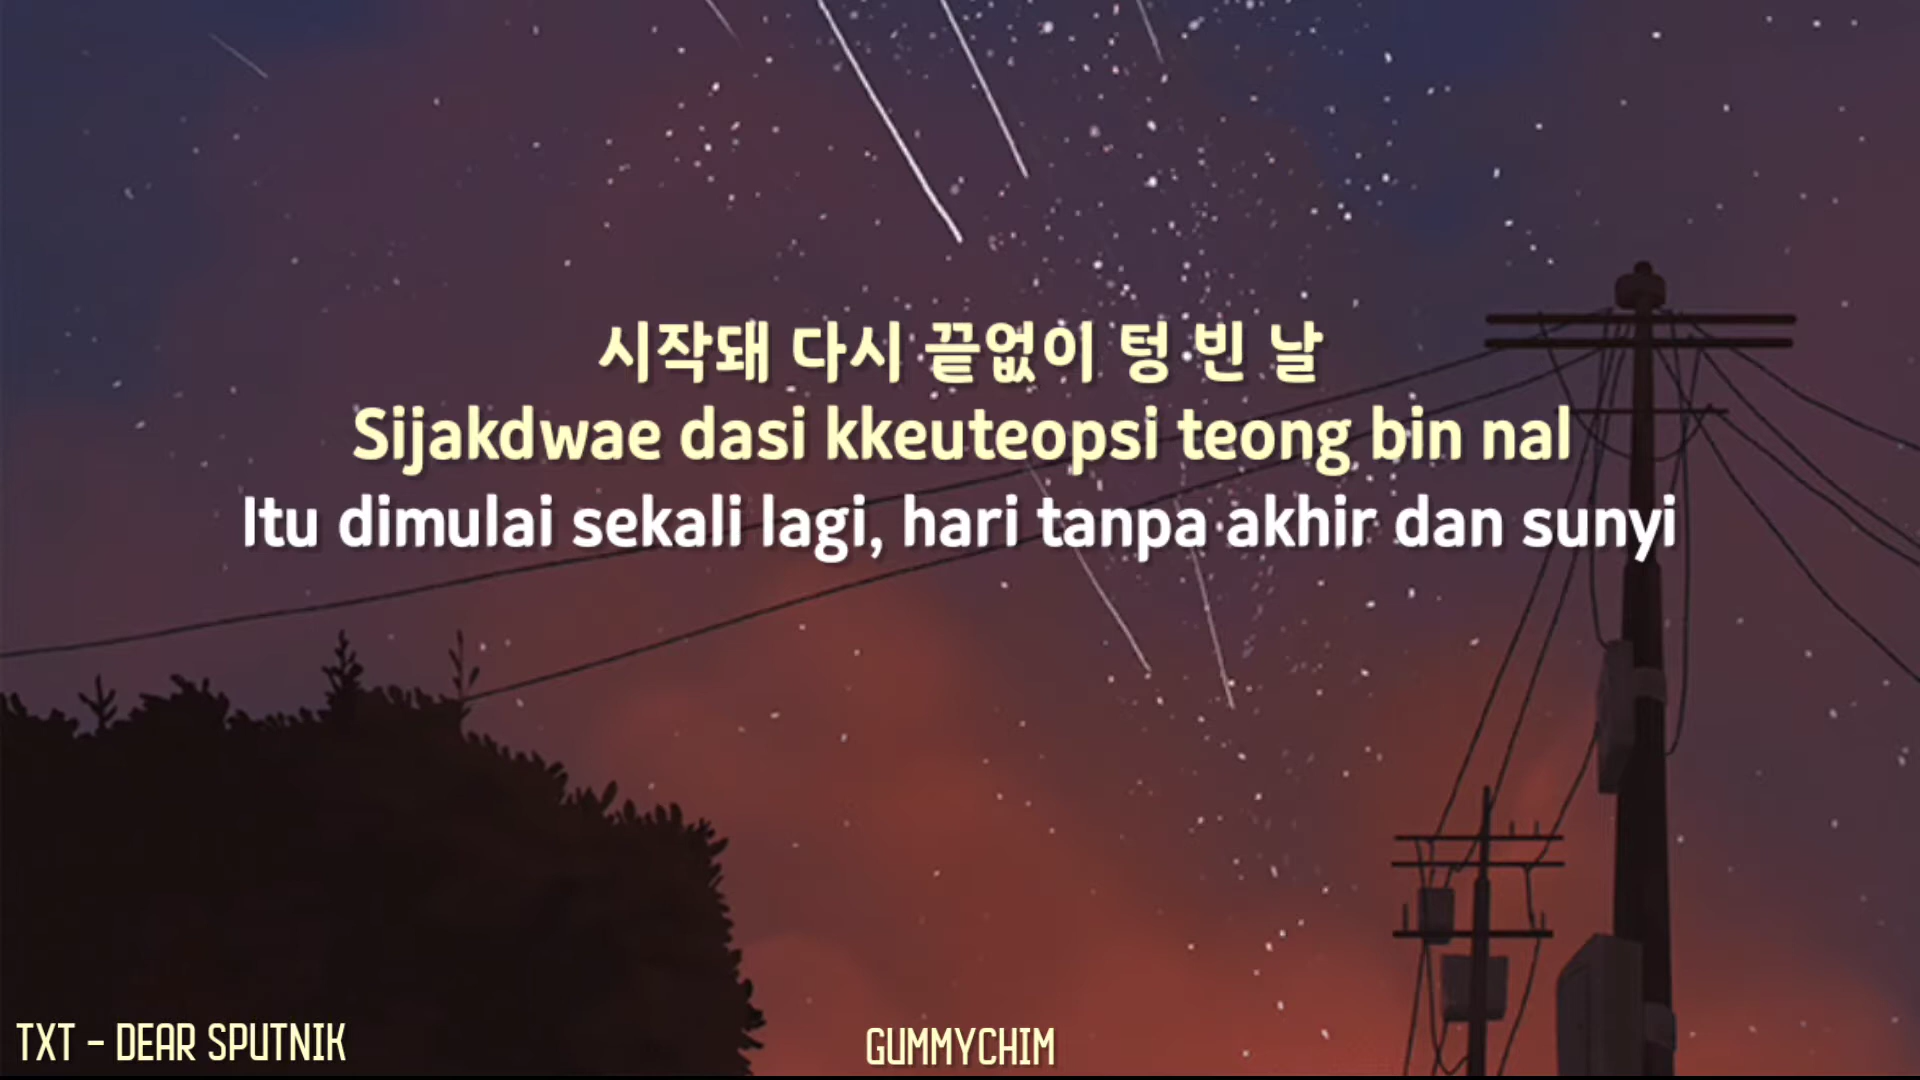 시작돼 다시 끝없이 텅 빈 날
Sijakdwae dasi kkeuteopsi teong bin nal
Itu dimulai sekali lagi, hari tanpa akhir dan sunyi
TXT - DEAR SPUTNIK
GUMMYCHIM